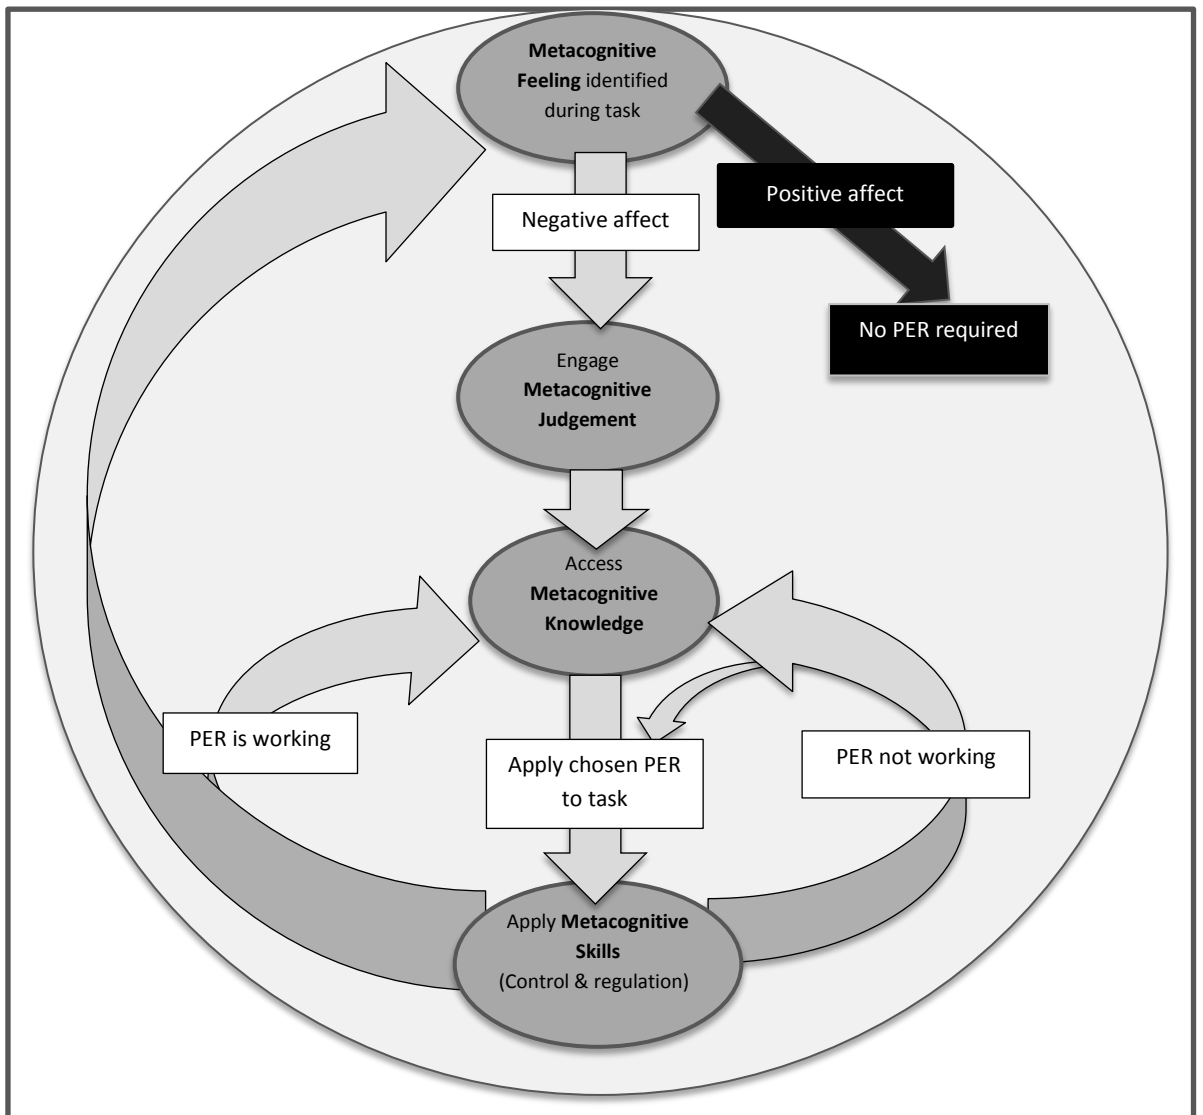 Metacognitive
Feeling identified
during task
Positive affect
Negative affect
No PER required
Engage
Metacognitive
Judgement
Access
Metacognitive
Knowledge
PER is working
Apply chosen PER
to task
PER not working
Apply Metacognitive
Skills
(Control & regulation)